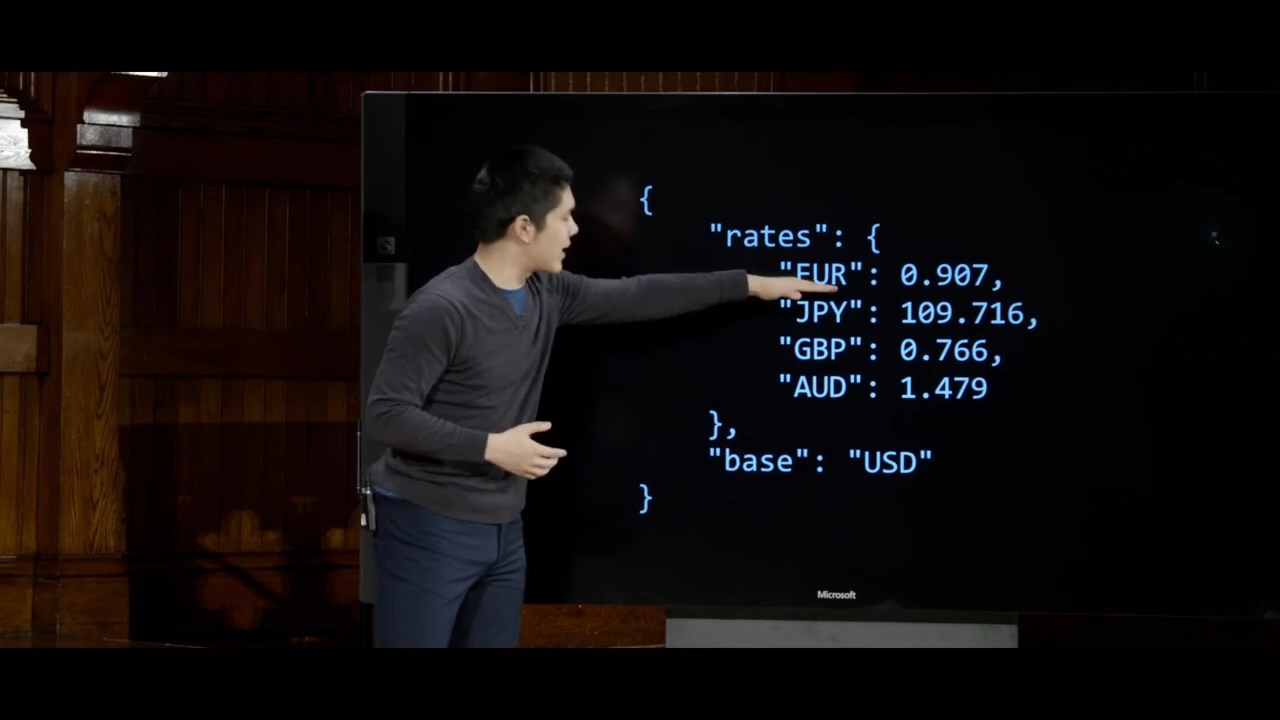 {
"rates": {
"EUR": 0.907,
"JPY": 109.716,
"GBP": 0.766,
"AUD": 1.479
},
"base": "USD"
}
Microsoft